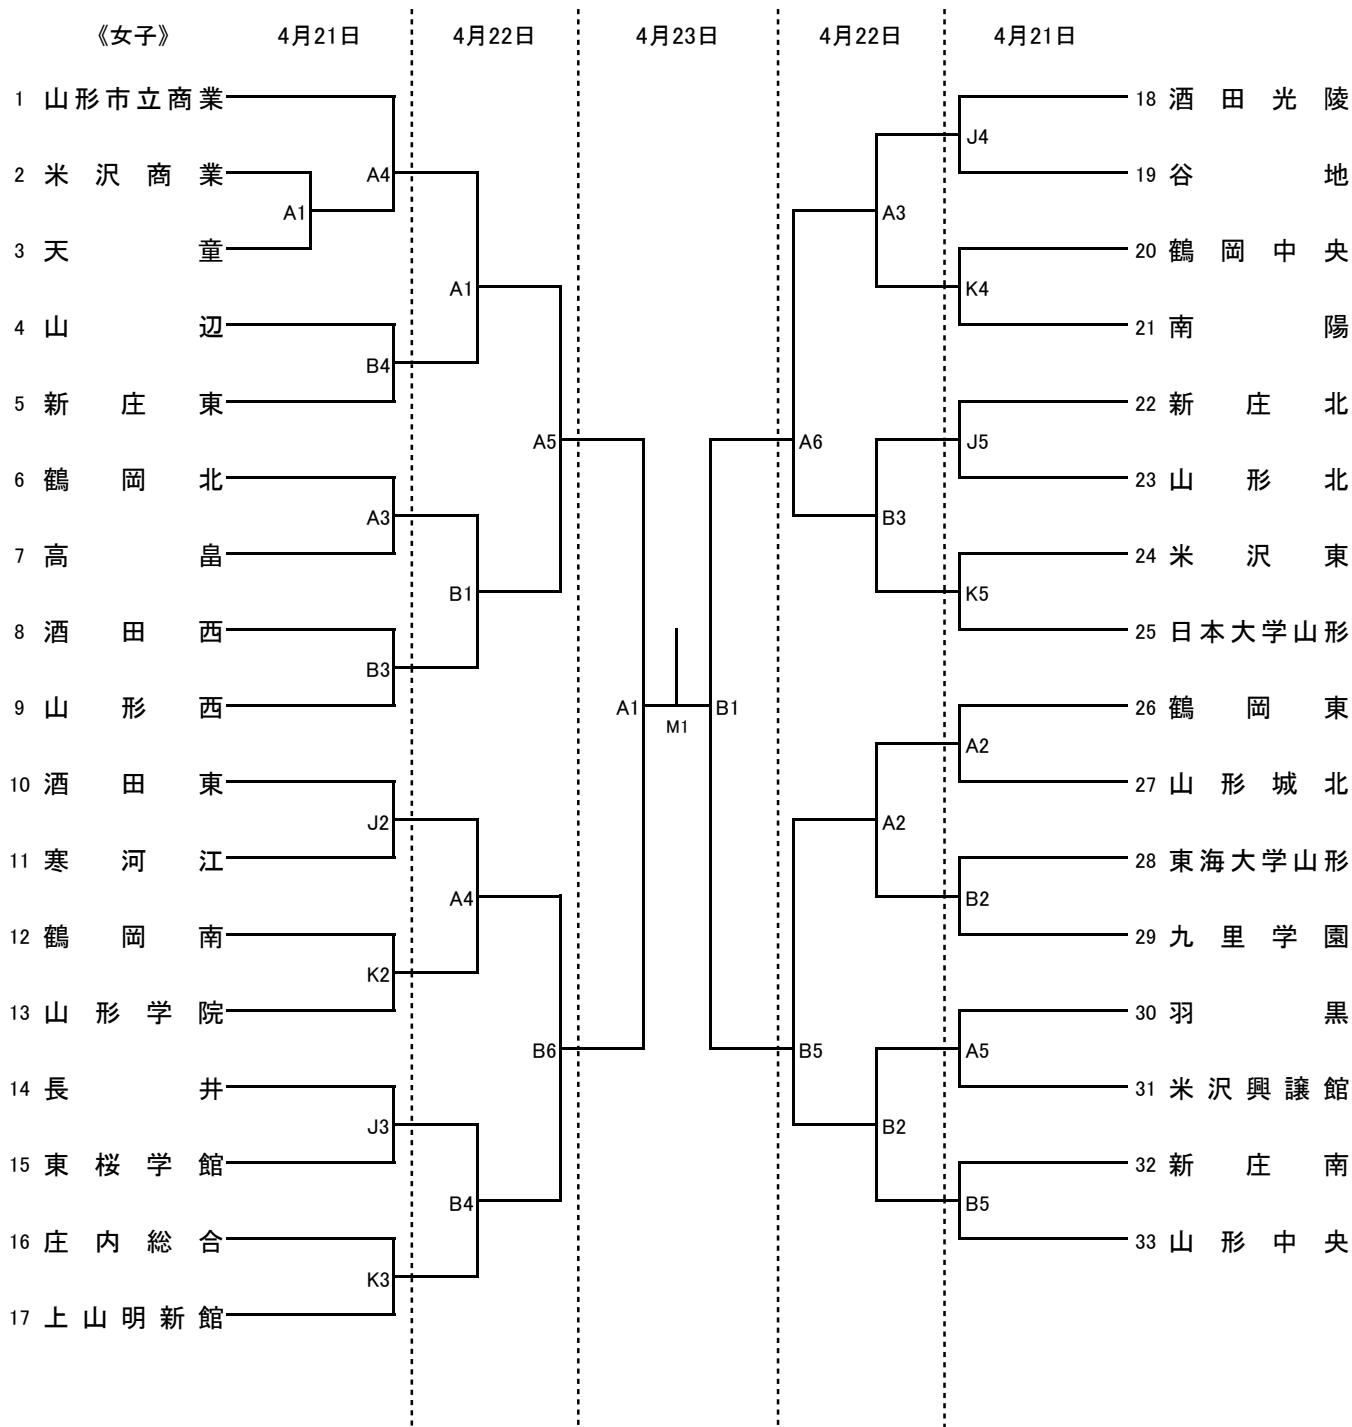 《女子》 4月21日 4月22日 4月23日 4月22日 4月21日
1 山形市立商業
2 米沢商業
3 天童
4 山辺
5 新庄東
6 鶴岡北
7 高畠
8 酒田西
9 山形西
10 酒田東
11 寒河江
12 鶴岡南
13 山形学院
14 長井
15 東桜学館
16 庄内総合
17 上山明新館
A4
A1
B4
A3
B3
J2
K2
J3
K3
A1
B1
A4
B4
A5
B6
A1
M1
B1
A6
B5
A3
B3
A2
B2
J4
K4
J5
K5
A2
B2
A5
B5
18 酒田光陵
19 谷地
20 鶴岡中央
21 南陽
22 新庄北
23 山形北
24 米沢東
25 日本大学山形
26 鶴岡東
27 山形城北
28 東海大学山形
29 九里学園
30 羽黒
31 米沢興譲館
32 新庄南
33 山形中央